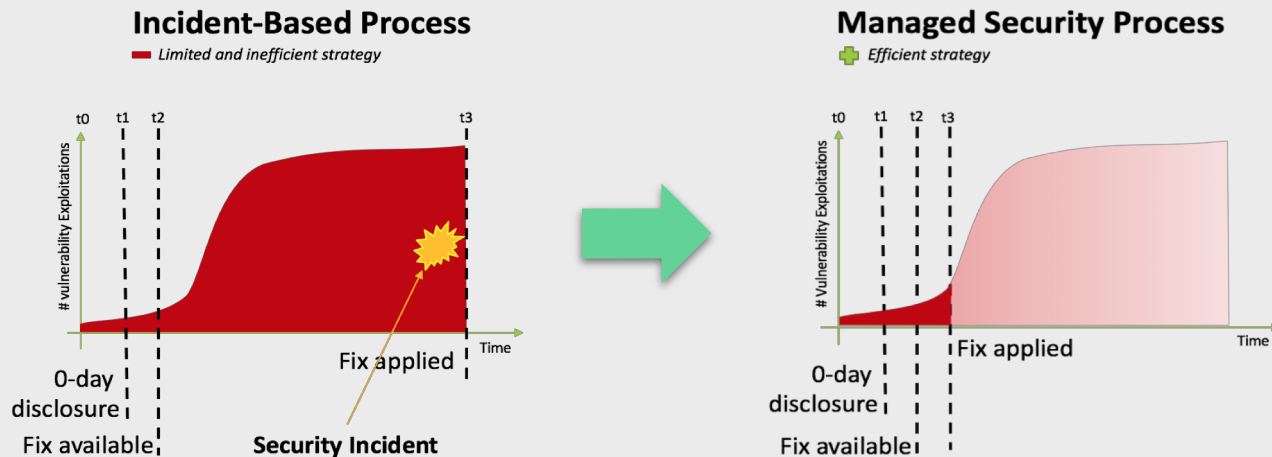 Incident-Based Process
Limited and inefficient strategy
t0
t1
t2
t3
# vulnerability Exploitations
Time
Fix applied
0-day
disclosure
Fix available
Security Incident
Managed Security Process
Efficient strategy
t0
t1
t2
t3
# Vulnerability Exploitations
Time
Fix applied
0-day
disclosure
Fix available